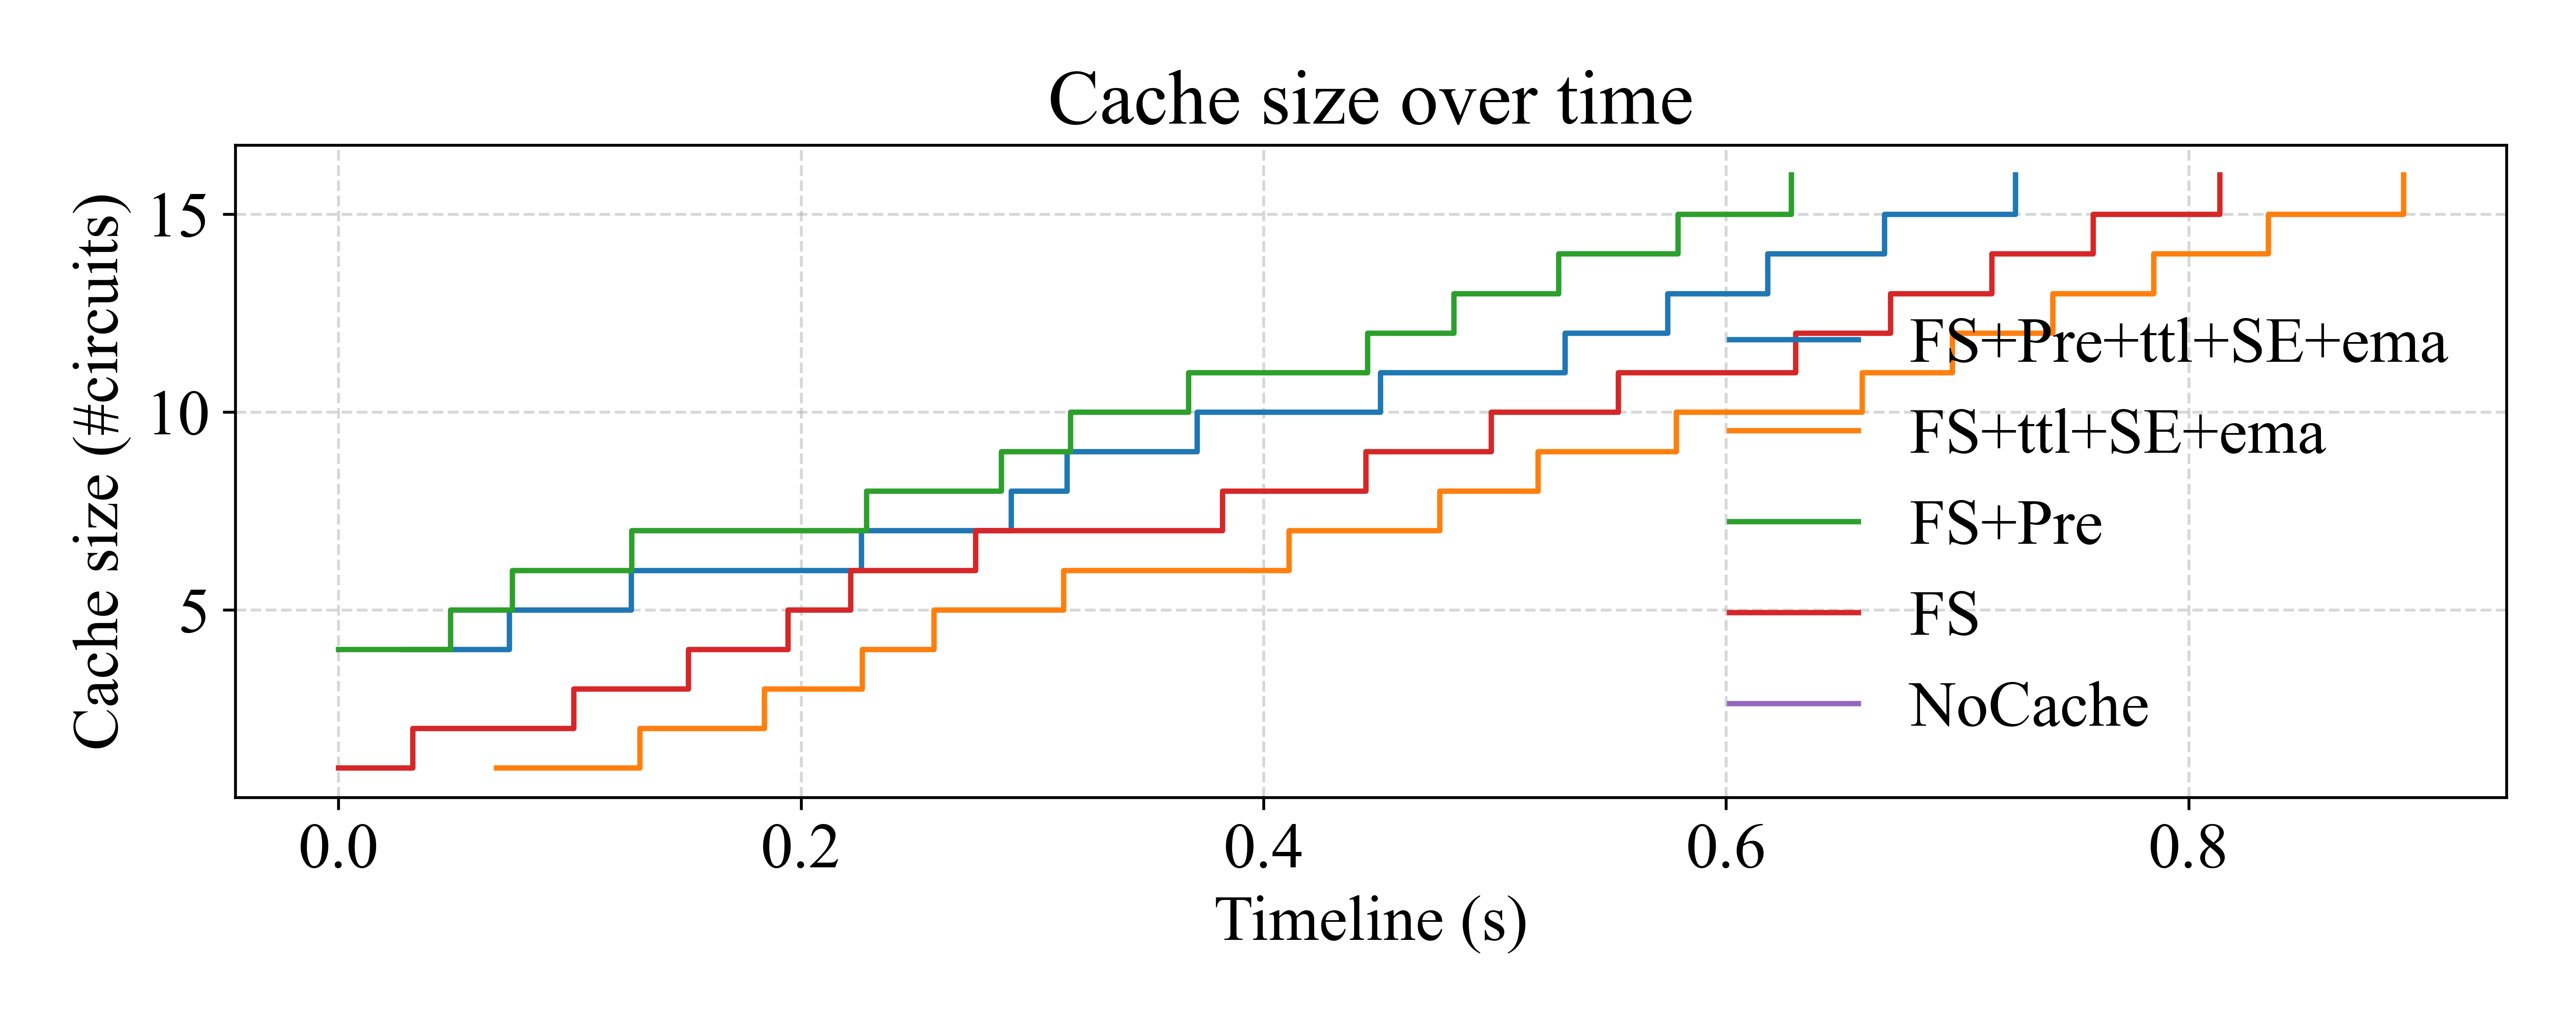 Cache size over time
Cache size (#circuits)
15
10
5
0.0 0.2 0.4 0.6 0.8
Timeline (s)
FS+Pre+ttl+SE+ema
FS+ttl+SE+ema
FS+Pre
FS
NoCache